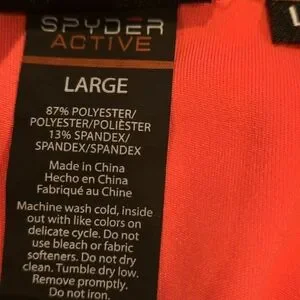 SPYDER
ACTIVE
LARGE
87% POLYESTER/
POLYESTER/POLIÈSTER
13% SPANDEX/
SPANDEX/SPANDEX
Made in China
Hecho en China
Fabriqué au Chine
Machine wash cold, inside
out with like colors on
delicate cycle. Do not
use bleach or fabric
softeners. Do not dry
clean. Tumble dry low.
Remove promptly.
Do not iron.